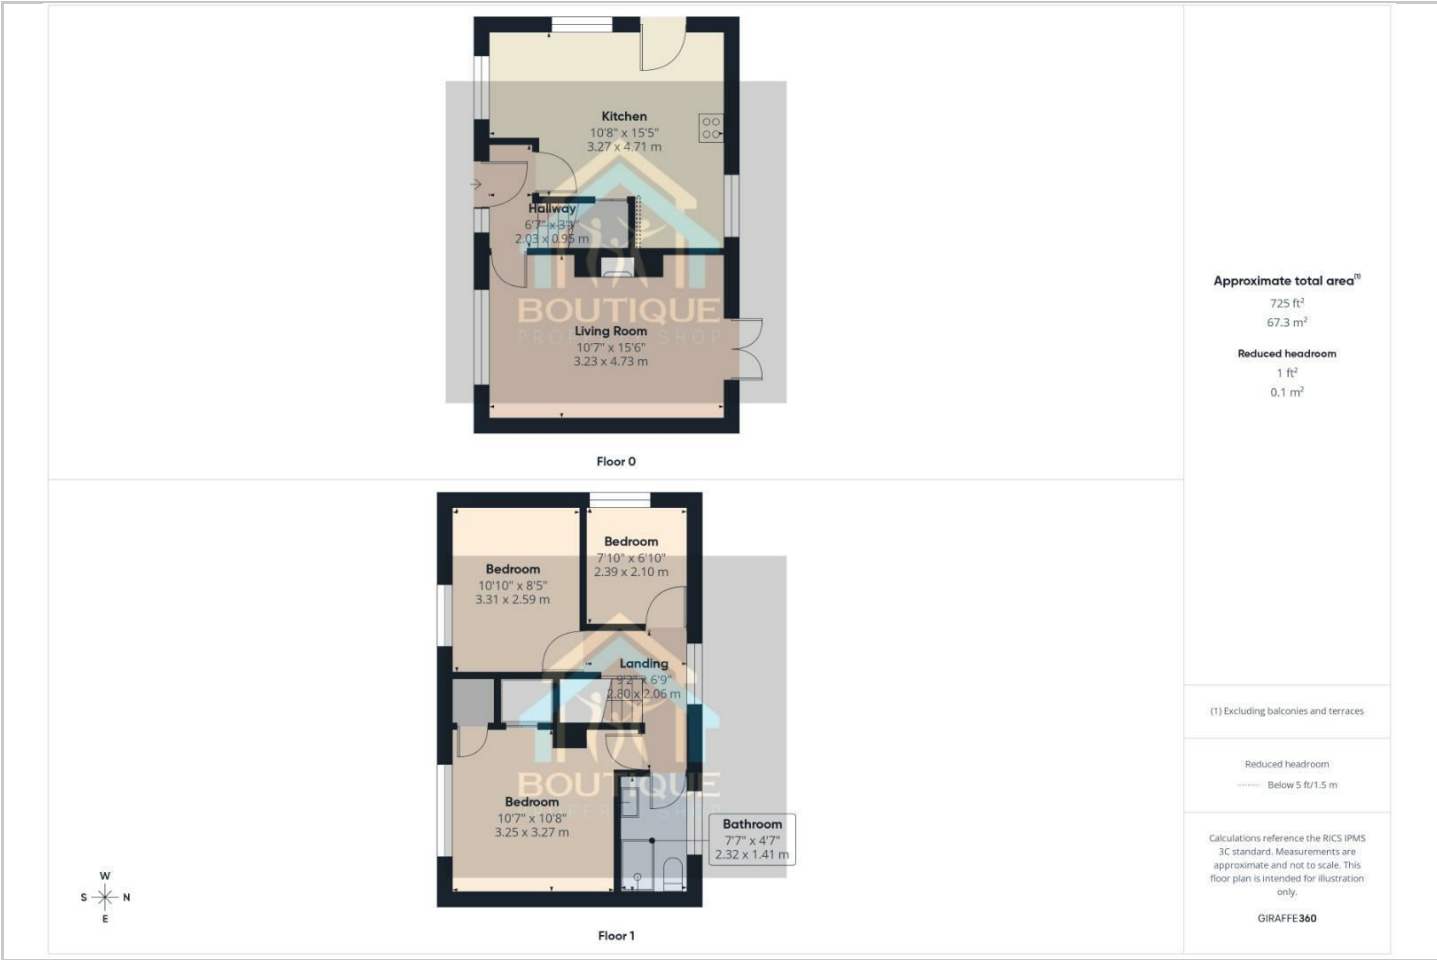 Kitchen
10'8" x 15'5"
3.27 x 4.71 m
Hallway
6'7" x 3'1"
2.03 x 0.95 m
BOUTIQUE
PROPERTY SHOP
Living Room
10'7" x 15'6"
3.23 x 4.73 m
Floor 0
Bedroom
7'10" x 6'10"
2.39 x 2.10 m
Bedroom
10'10" x 8'5"
3.31 x 2.59 m
Landing
9'2" x 6'9"
2.80 x 2.06 m
BOUTIQUE
PROPERTY SHOP
Bedroom
10'7" x 10'8"
3.25 x 3.27 m
Bathroom
7'7" x 4'7"
2.32 x 1.41 m
Floor 1
W
S N
E
Approximate total area(1)
725 ft²
67.3 m²
Reduced headroom
1 ft²
0.1 m²
(1) Excluding balconies and terraces
Reduced headroom
Below 5 ft/1.5 m
Calculations reference the RICS IPMS
3C standard. Measurements are
approximate and not to scale. This
floor plan is intended for illustration
only.
GIRAFFE360